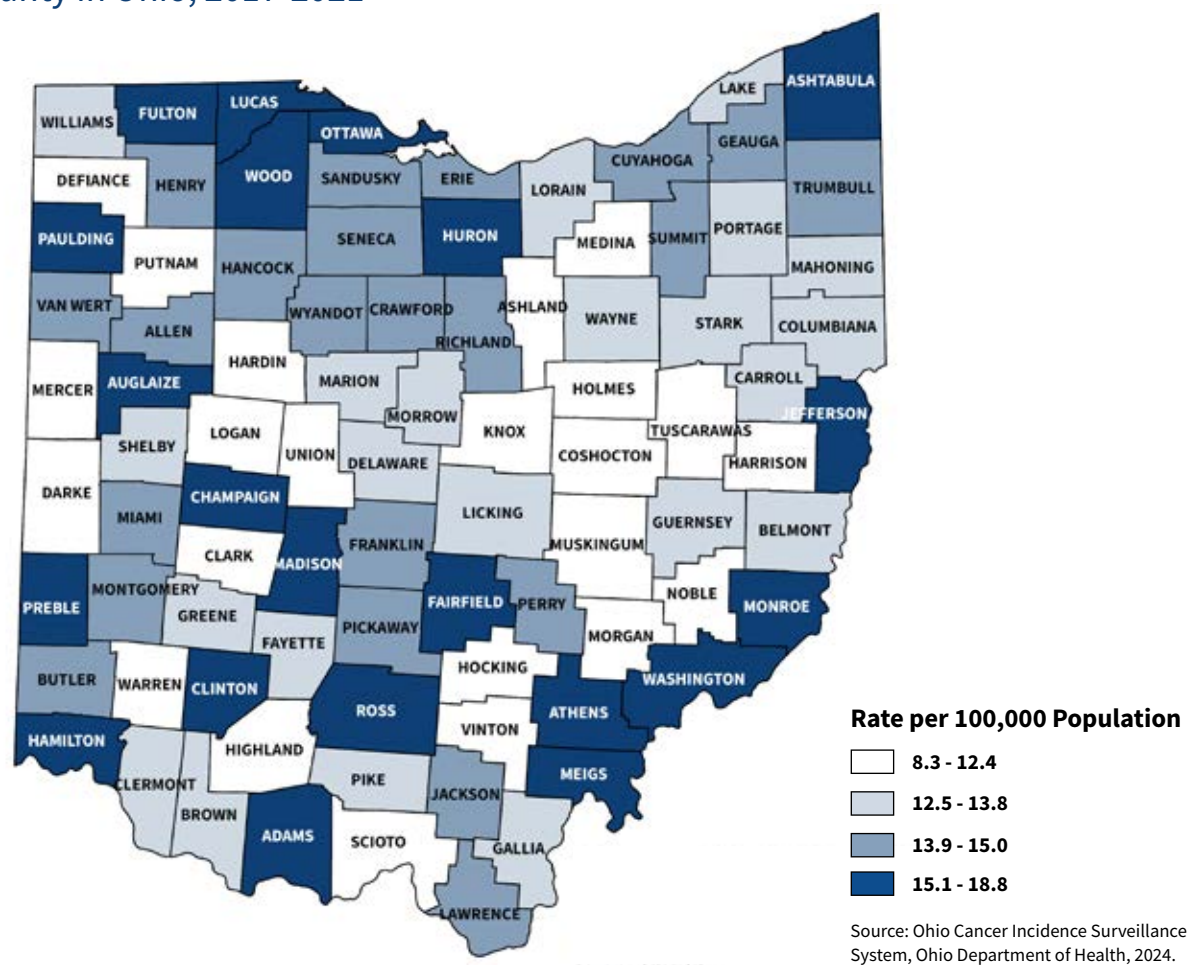 County in Ohio, 2017-2021
WILLIAMS
FULTON
LUCAS
OTTAWA
LAKE
ASHTABULA
DEFIANCE
HENRY
WOOD
SANDUSKY
ERIE
LORAIN
CUYAHOGA
GEAUGA
TRUMBULL
PAULDING
PUTNAM
HANCOCK
SENECA
HURON
MEDINA
SUMMIT
PORTAGE
MAHONING
VAN WERT
ALLEN
WYANDOT
CRAWFORD
RICHLAND
ASHLAND
WAYNE
STARK
COLUMBIANA
MERCER
AUGLAIZE
HARDIN
MARION
MORROW
HOLMES
CARROLL
JEFFERSON
SHELBY
LOGAN
UNION
DELAWARE
KNOX
COSHOCTON
TUSCARAWAS
HARRISON
DARKE
MIAMI
CHAMPAIGN
LICKING
GUERNSEY
BELMONT
CLARK
MADISON
FRANKLIN
MUSKINGUM
NOBLE
MONROE
PREBLE
MONTGOMERY
GREENE
FAYETTE
PICKAWAY
FAIRFIELD
PERRY
MORGAN
BUTLER
WARREN
CLINTON
ROSS
HOCKING
ATHENS
WASHINGTON
HAMILTON
CLERMONT
BROWN
HIGHLAND
PIKE
VINTON
JACKSON
MEIGS
ADAMS
SCIOTO
GALLIA
LAWRENCE
Rate per 100,000 Population
8.3 - 12.4
12.5 - 13.8
13.9 - 15.0
15.1 - 18.8
Source: Ohio Cancer Incidence Surveillance
System, Ohio Department of Health, 2024.